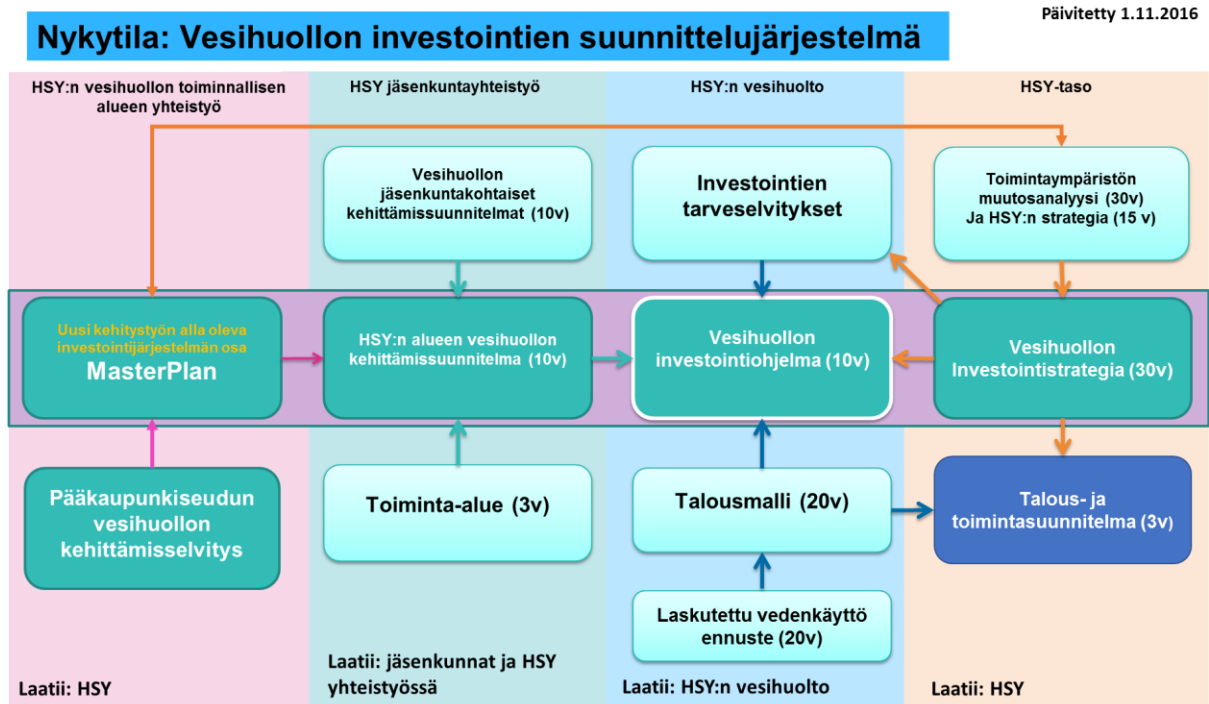 Päivitetty 1.11.2016
Nykytila: Vesihuollon investointien suunnittelujärjestelmä
HSY:n vesihuollon toiminnallisen
alueen yhteistyö
HSY jäsenkuntayhteistyö
HSY:n vesihuolto
HSY-taso
Vesihuollon
jäsenkuntakohtaiset
kehittämissuunnitelmat (10v)
Investointien
tarveselvitykset
Toimintaympäristön
muutosanalyysi (30v)
Ja HSY:n strategia (15 v)
Uusi kehitystyön alla oleva
investointijärjestelmän osa
MasterPlan
HSY:n alueen vesihuollon
kehittämissuunnitelma (10v)
Vesihuollon
investointiohjelma (10v)
Vesihuollon
Investointistrategia (30v)
Pääkaupunkiseudun
vesihuollon
kehittämisselvitys
Toiminta-alue (3v)
Talousmalli (20v)
Talous- ja
toimintasuunnitelma (3v)
Laskutettu vedenkäyttö
ennuste (20v)
Laatii: HSY
Laatii: jäsenkunnat ja HSY
yhteistyössä
Laatii: HSY:n vesihuolto
Laatii: HSY